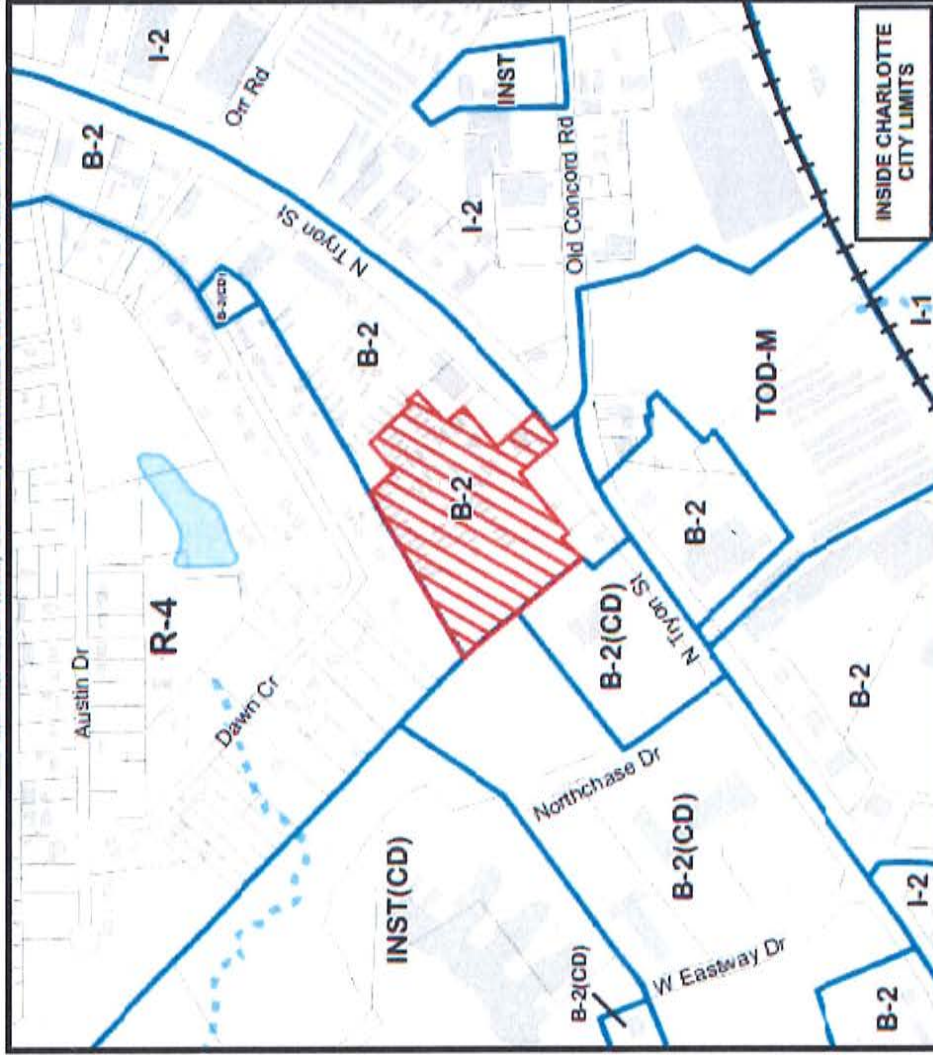 I-2
B-2
Orr Rd
INST
N Tryon St
I-2
B-2(CD)
B-2
Old Concord Rd
INSIDE CHARLOTTE
CITY LIMITS
I-1
TOD-M
B-2
B-2
R-4
Austin Dr
Dawn Cr
B-2(CD)
N Tryon St
B-2
Northchase Dr
B-2(CD)
INST(CD)
B-2(CD)
W Eastway Dr
I-2
B-2